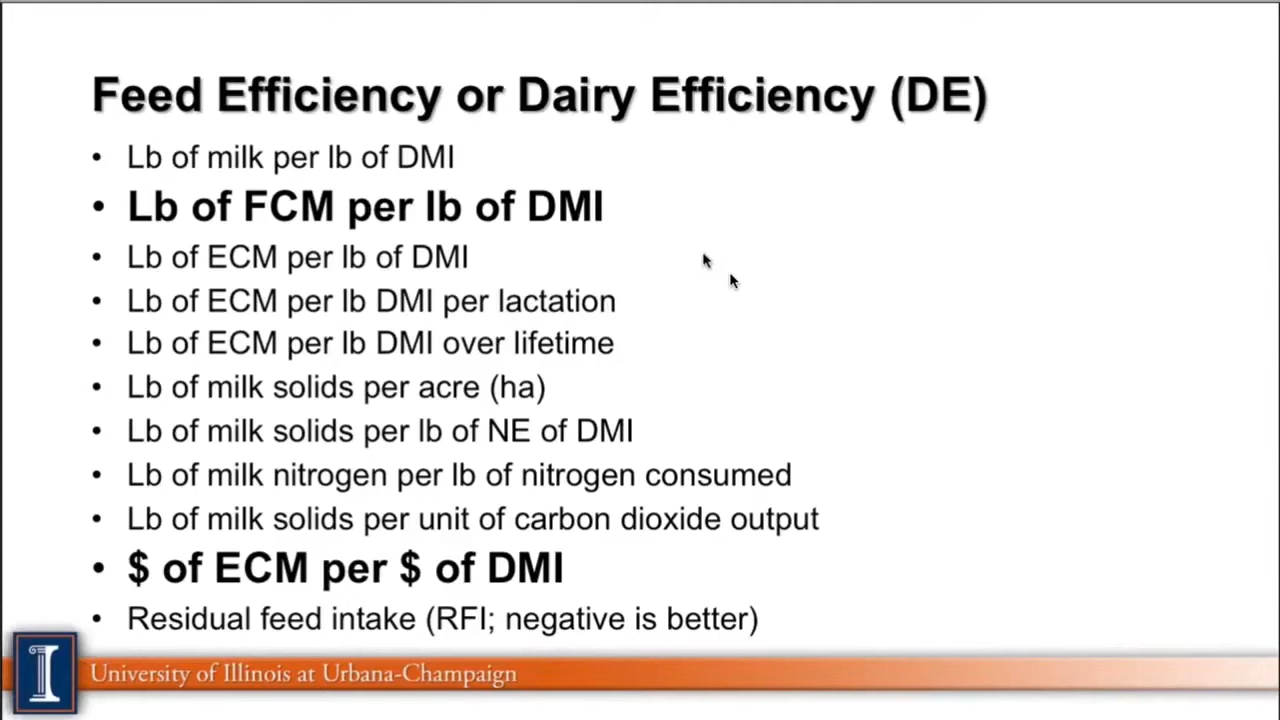 Feed Efficiency or Dairy Efficiency (DE)
• Lb of milk per lb of DMI
• Lb of FCM per lb of DMI
• Lb of ECM per lb of DMI
• Lb of ECM per lb DMI per lactation
• Lb of ECM per lb DMI over lifetime
• Lb of milk solids per acre (ha)
• Lb of milk solids per lb of NE of DMI
• Lb of milk nitrogen per lb of nitrogen consumed
• Lb of milk solids per unit of carbon dioxide output
• $ of ECM per $ of DMI
• Residual feed intake (RFI; negative is better)
I University of Illinois at Urbana-Champaign